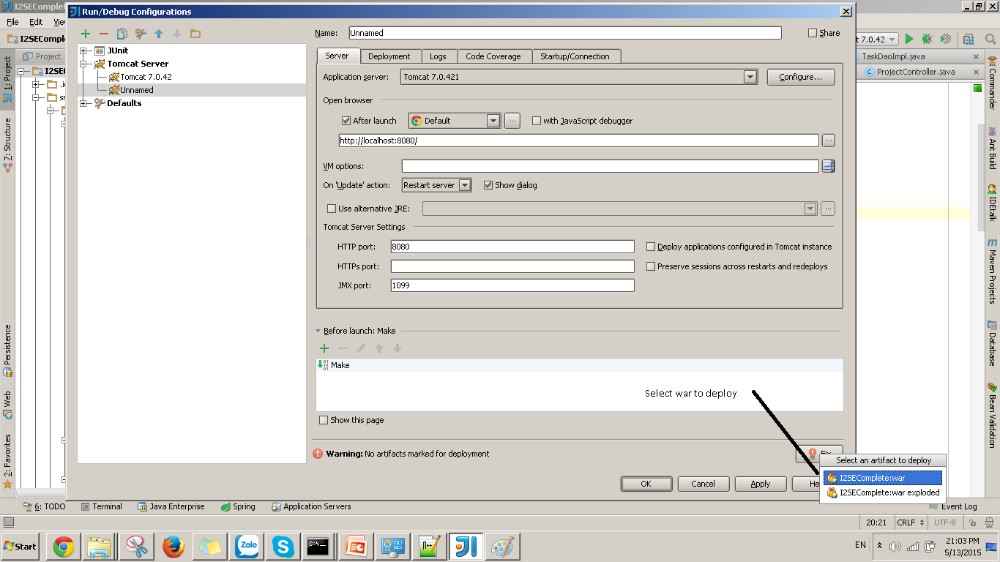 I2SEComplete
Run/Debug Configurations
File Edit Vi
I2SECompl
Name: Unnamed Share
7.0.42
JUnit
Tomcat Server
Tomcat 7.0.42
Unnamed
Defaults
Server Deployment Logs Code Coverage Startup/Connection
Application server: Tomcat 7.0.421 Configure...
Open browser
After launch Default ... with JavaScript debugger
http://localhost:8080/ ...
VM options:
On 'Update' action: Restart server Show dialog
Use alternative JRE: ...
Tomcat Server Settings
HTTP port: 8080 Deploy applications configured in Tomcat instance
HTTPs port: Preserve sessions across restarts and redeploys
JMX port: 1099
Before launch: Make
Make
Select war to deploy
Show this page
Warning: No artifacts marked for deployment
Fix
Select an artifact to deploy
I2SEComplete:war
I2SEComplete:war exploded
OK Cancel Apply He
Project
I2SE
.i
sr
TaskDaoImpl.java
ProjectController.java
1: Project
Z: Structure
Persistence
Web
2: Favorites
Commander
Ant Build
IDEtalk
Maven Projects
Database
Bean Validation
6: TODO Terminal Java Enterprise Spring Application Servers Event Log
20:21 CRLF UTF-8
Start Zalo EN 21:03 PM
5/13/2015